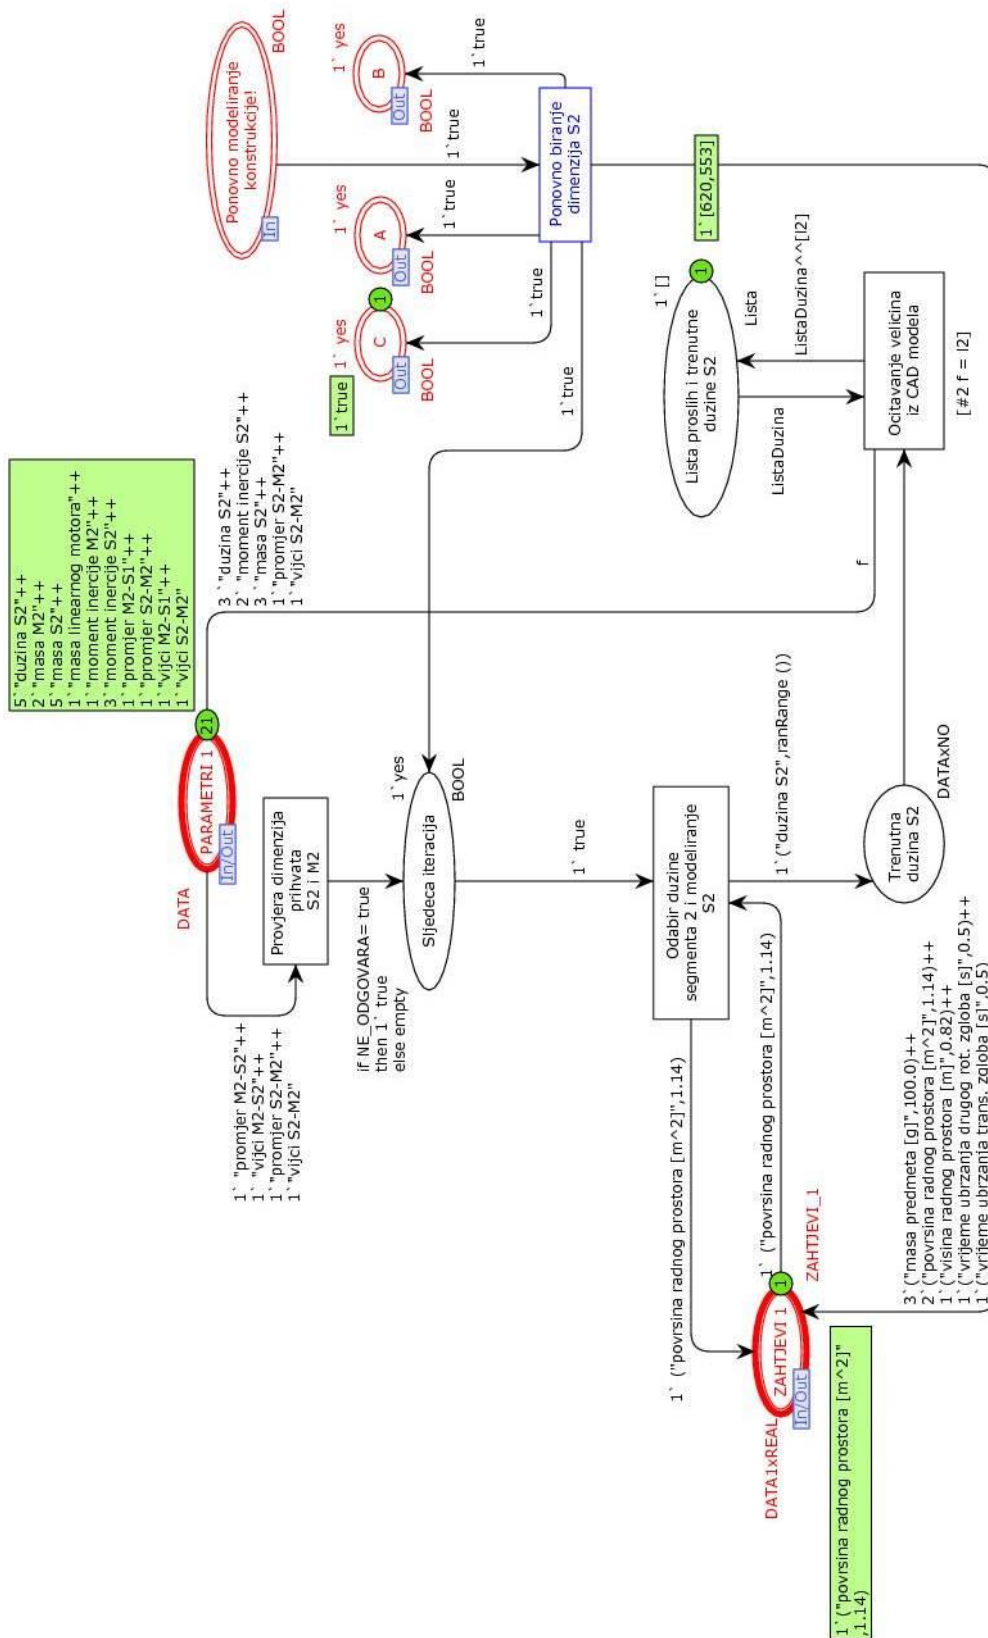 5`"duzina S2"++
2`"masa M2"++
5`"masa S2"++
1`"masa linearnog motora"++
1`"moment inercije M2"++
3`"moment inercije S2"++
1`"promjer M2-S1"++
1`"promjer S2-M2"++
1`"vijci M2-S1"++
1`"vijci S2-M2"
DATA
PARAMETRI 1
21
In/Out
3`"duzina S2"++
2`"moment inercije S2"++
3`"masa S2"++
1`"promjer S2-M2"++
1`"vijci S2-M2"
1`"promjer M2-S2"++
1`"vijci M2-S2"++
1`"promjer S2-M2"++
1`"vijci S2-M2"
Provjera dimenzija
prihvata
S2 i M2
if NE_ODGOVARA= true
then 1` true
else empty
Ponovno modeliranje
konstrukcije!
BOOL
In
1`true
1`true
1` yes
C
1
Out
BOOL
1` yes
A
Out
BOOL
1` yes
B
Out
BOOL
1`true
1`true
1`true
1`true
Ponovno biranje
dimenzija S2
1`yes
Sljedeca iteracija
BOOL
1` true
Odabir duzine
segmenta 2 i modeliranje
S2
1`("duzina S2",ranRange ())
Trenutna
duzina S2
DATAxNO
f
1`[]
Lista proslih i trenutne
duzine S2
1
1`[620,553]
Lista
ListaDuzina
ListaDuzina^^[l2]
Ocitavanje velicina
iz CAD modela
[#2 f = l2]
1` ("povrsina radnog prostora [m^2]",1.14)
1` ("povrsina radnog prostora [m^2]",1.14)
DATA1xREAL
ZAHTJEVI 1
1
In/Out
ZAHTJEVI_1
1`("povrsina radnog prostora [m^2]"
,1.14)
3`("masa predmeta [g]",100.0)++
2`("povrsina radnog prostora [m^2]",1.14)++
1`("visina radnog prostora [m]",0.82)++
1`("vrijeme ubrzanja drugog rot. zgloba [s]",0.5)++
1`("vrijeme ubrzanja trans. zgloba [s]",0.5)